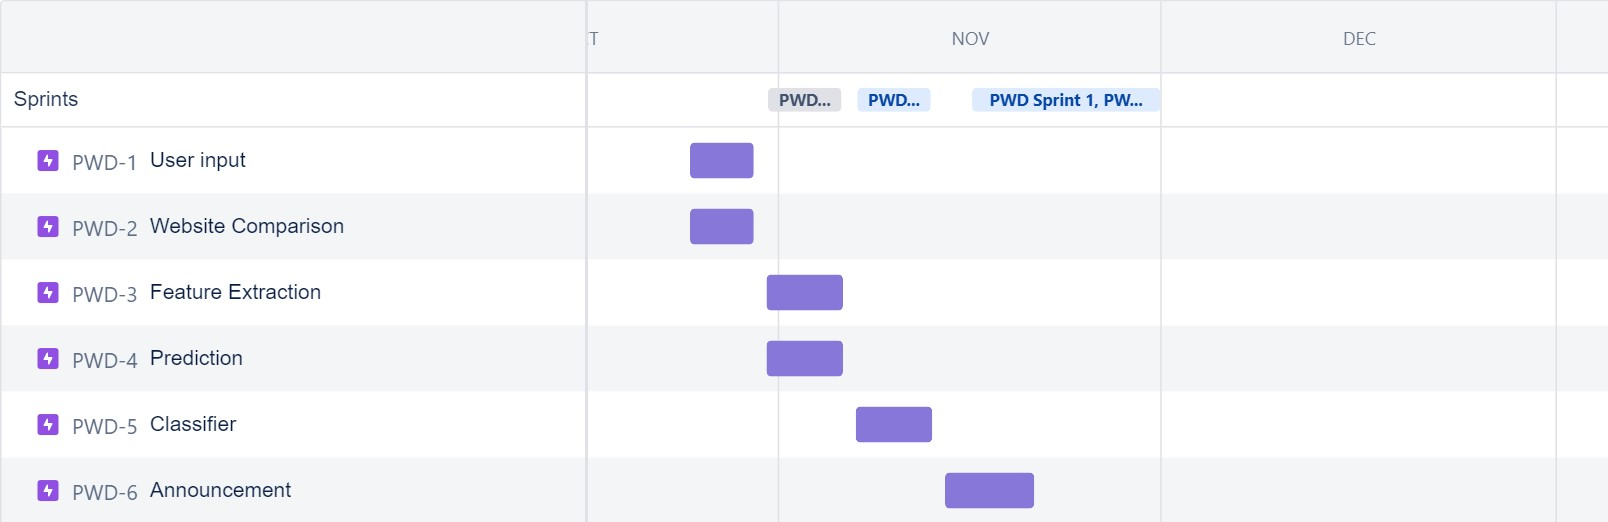 T NOV DEC
Sprints PWD... PWD... PWD Sprint 1, PW...
PWD-1 User input
PWD-2 Website Comparison
PWD-3 Feature Extraction
PWD-4 Prediction
PWD-5 Classifier
PWD-6 Announcement